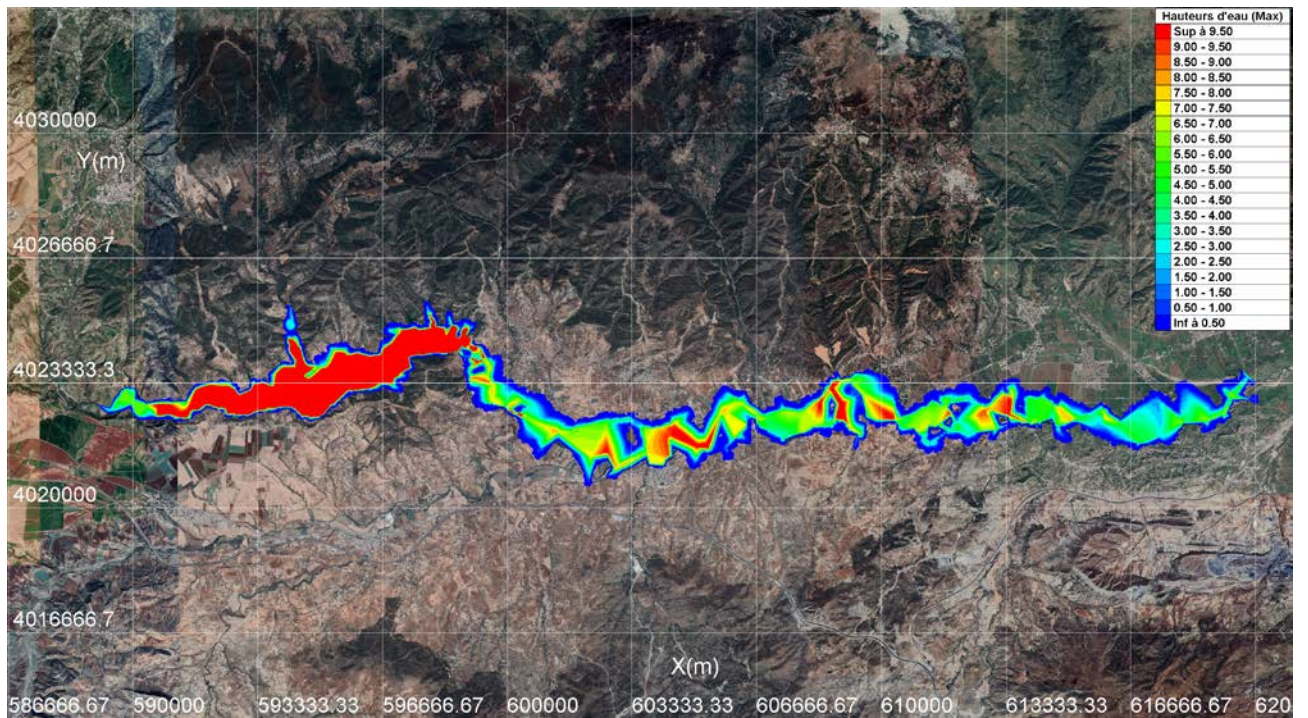 Hauteurs d'eau (Max)
Sup à 9.50
9.00 - 9.50
8.50 - 9.00
8.00 - 8.50
7.50 - 8.00
7.00 - 7.50
6.50 - 7.00
6.00 - 6.50
5.50 - 6.00
5.00 - 5.50
4.50 - 5.00
4.00 - 4.50
3.50 - 4.00
3.00 - 3.50
2.50 - 3.00
2.00 - 2.50
1.50 - 2.00
1.00 - 1.50
0.50 - 1.00
Inf à 0.50
4030000
Y(m)
4026666.7
4023333.3
4020000
4016666.7
X(m)
586666.67 590000 593333.33 596666.67 600000 603333.33 606666.67 610000 613333.33 616666.67 620